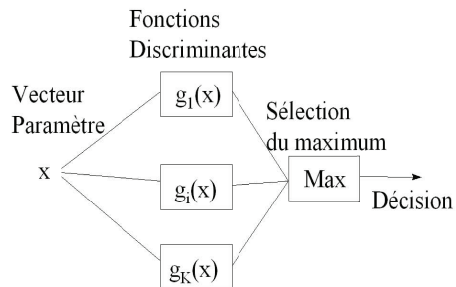 Fonctions
Discriminantes
Vecteur
Paramètre
x
g1(x)
gi(x)
gK(x)
Sélection
du maximum
Max
Décision